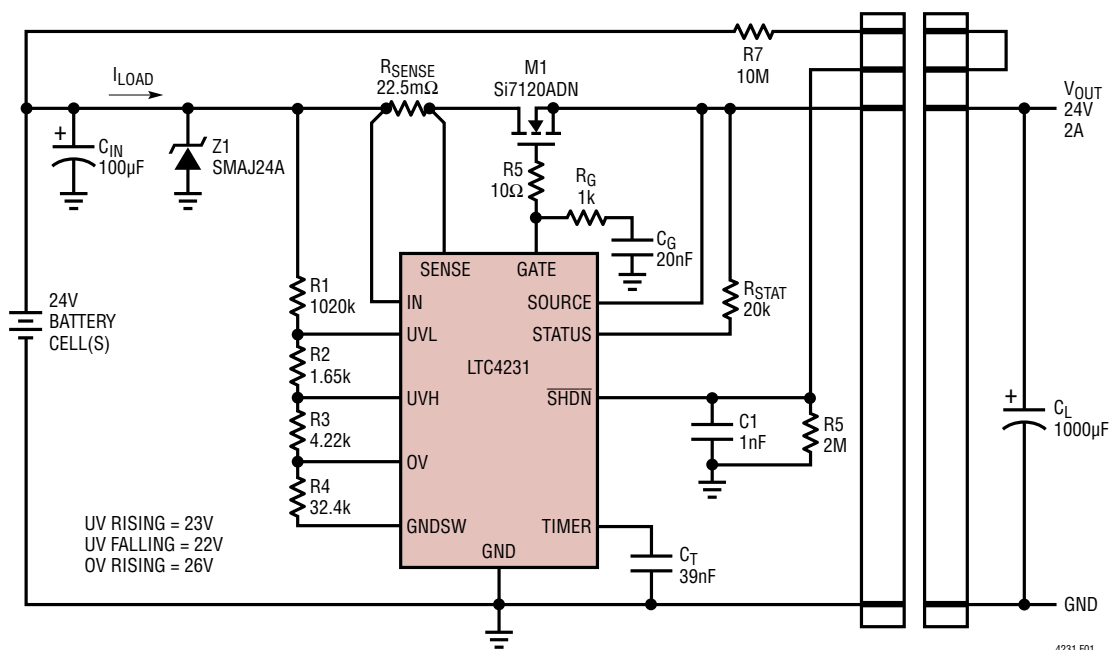 R7
10M
ILOAD
RSENSE
22.5mΩ
M1
Si7120ADN
VOUT
24V
2A
+
CIN
100µF
Z1
SMAJ24A
R5
10Ω
RG
1k
CG
20nF
SENSE
GATE
R1
1020k
IN
SOURCE
RSTAT
20k
24V
BATTERY
CELL(S)
UVL
STATUS
R2
1.65k
LTC4231
UVH
SHDN
R3
4.22k
C1
1nF
R5
2M
+
CL
1000µF
OV
R4
32.4k
GNDSW
TIMER
GND
CT
39nF
UV RISING = 23V
UV FALLING = 22V
OV RISING = 26V
GND
4231 F01